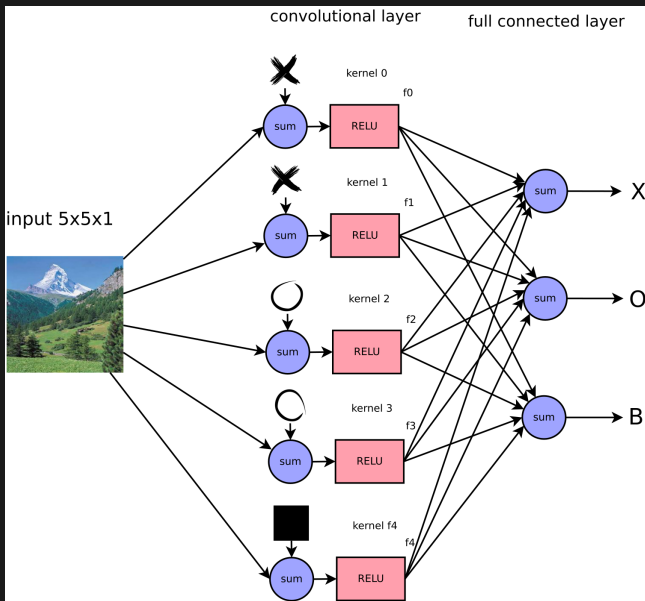 convolutional layer
full connected layer
kernel 0
f0
sum
RELU
kernel 1
f1
sum
RELU
sum
X
input 5x5x1
kernel 2
f2
sum
RELU
sum
O
kernel 3
f3
sum
RELU
sum
B
kernel f4
f4
sum
RELU